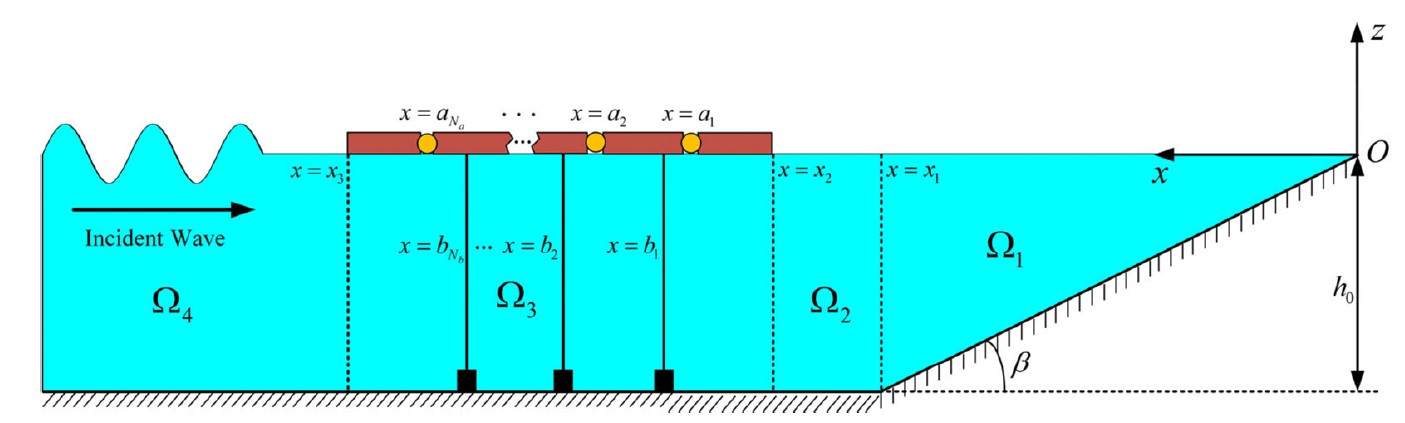 z
x = a_{N_a} ... x = a_2 x = a_1
...
O
x = x_3 x = x_2 x = x_1 x
Incident Wave
x = b_{N_b} ... x = b_2 x = b_1
Ω_1
h_0
Ω_4 Ω_3 Ω_2
β